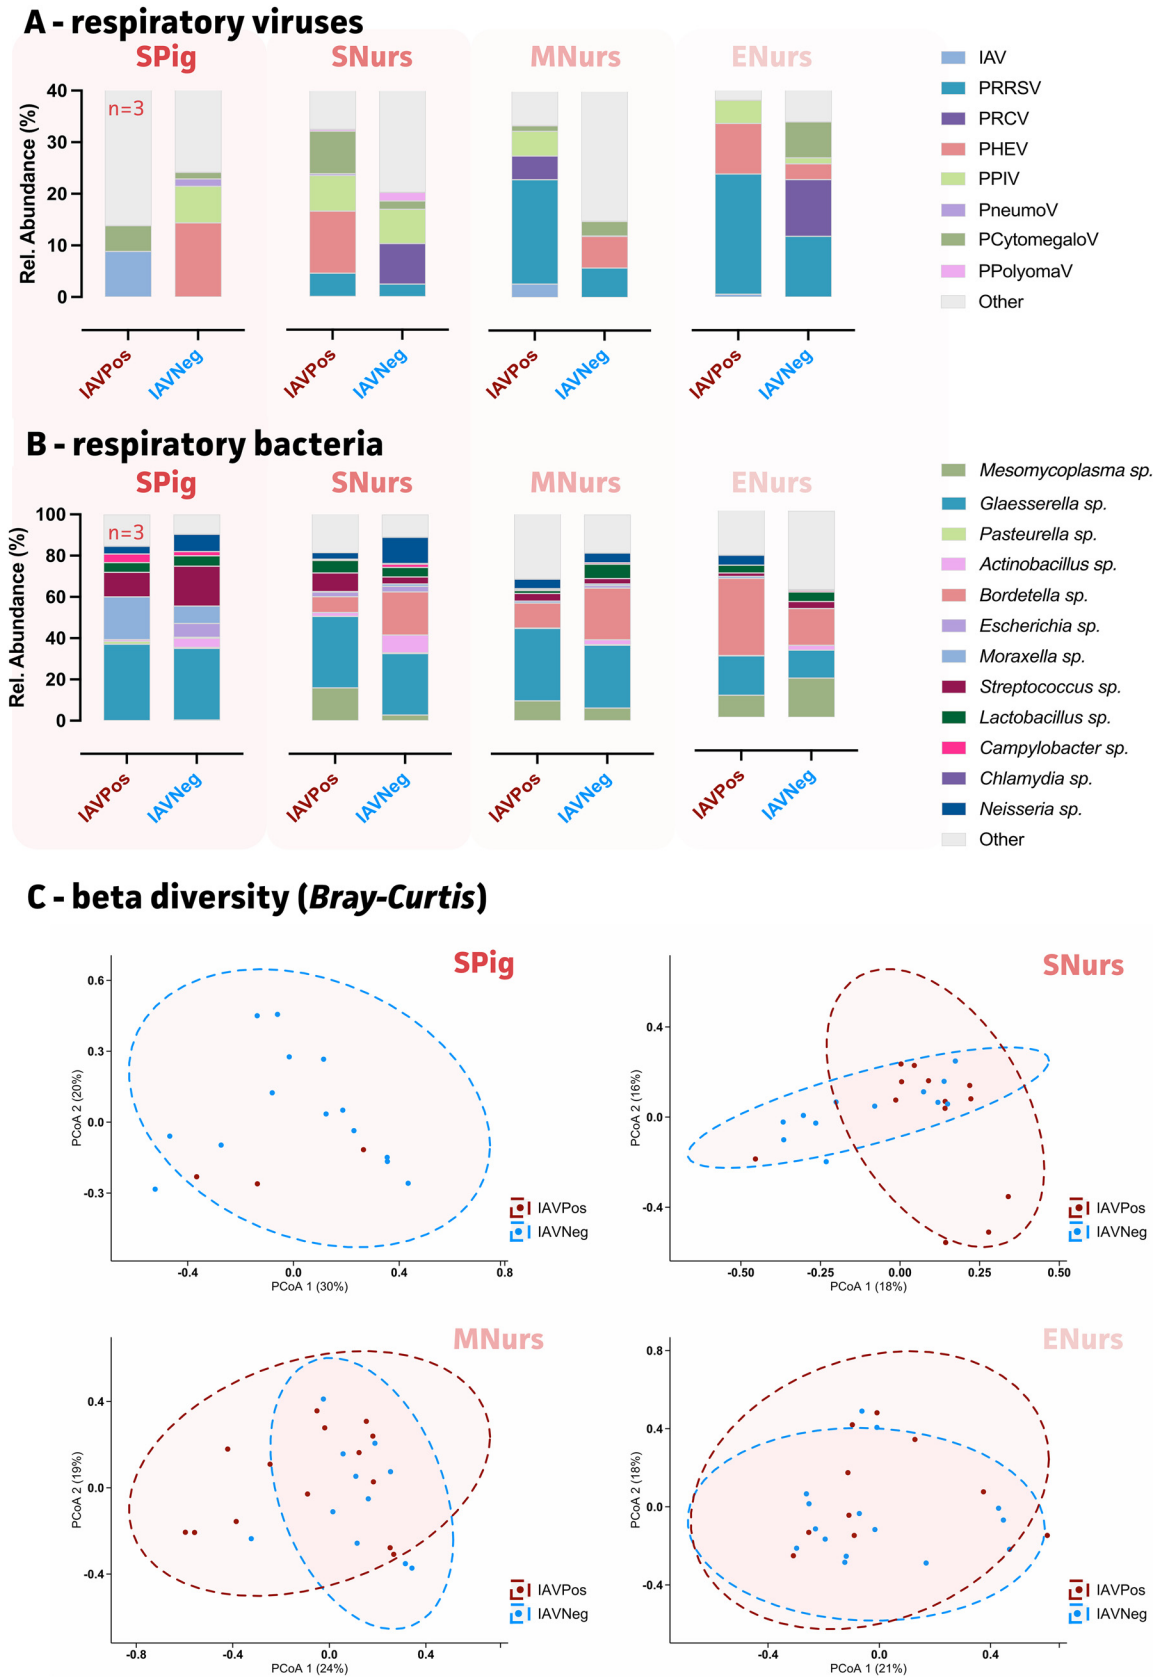 A - respiratory viruses
SPig
SNurs
MNurs
ENurs
Rel. Abundance (%)
40
30
20
10
0
n=3
IAVPos
IAVNeg
IAVPos
IAVNeg
IAVPos
IAVNeg
IAVPos
IAVNeg
IAV
PRRSV
PRCV
PHEV
PPIV
PneumoV
PCytomegaloV
PPolyomaV
Other
B - respiratory bacteria
SPig
SNurs
MNurs
ENurs
Rel. Abundance (%)
100
80
60
40
20
0
n=3
IAVPos
IAVNeg
IAVPos
IAVNeg
IAVPos
IAVNeg
IAVPos
IAVNeg
Mesomycoplasma sp.
Glaesserella sp.
Pasteurella sp.
Actinobacillus sp.
Bordetella sp.
Escherichia sp.
Moraxella sp.
Streptococcus sp.
Lactobacillus sp.
Campylobacter sp.
Chlamydia sp.
Neisseria sp.
Other
C - beta diversity (Bray-Curtis)
SPig
PCoA 2 (20%)
0.6
0.3
0.0
-0.3
-0.4
0.0
0.4
0.8
PCoA 1 (30%)
IAVPos
IAVNeg
SNurs
PCoA 2 (16%)
0.4
0.0
-0.4
-0.50
-0.25
0.00
0.25
0.50
PCoA 1 (18%)
IAVPos
IAVNeg
MNurs
PCoA 2 (19%)
0.4
0.0
-0.4
-0.8
-0.4
0.0
0.4
PCoA 1 (24%)
IAVPos
IAVNeg
ENurs
PCoA 2 (18%)
0.8
0.4
0.0
-0.4
-0.4
0.0
0.4
PCoA 1 (21%)
IAVPos
IAVNeg